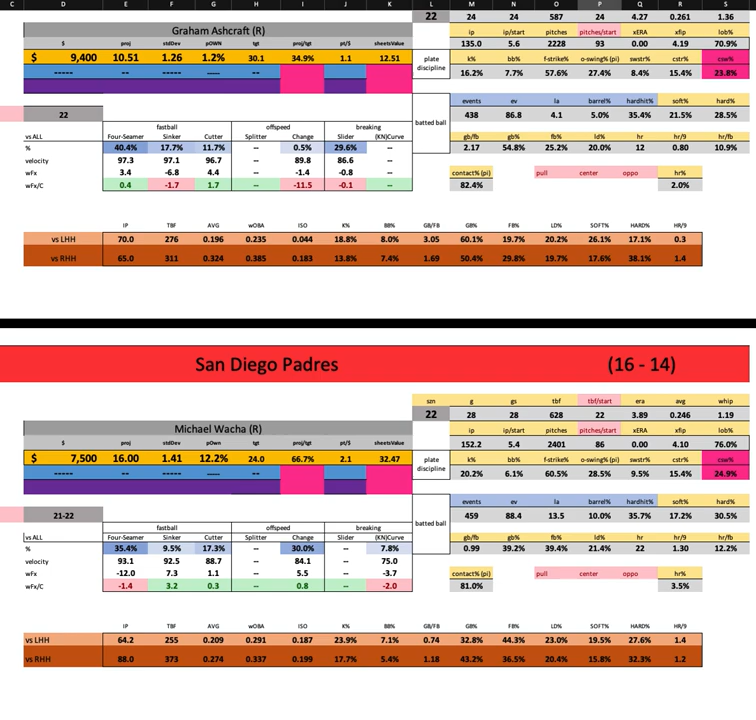 C D E F G H I J K L M N O P Q R S
22 24 24 587 24 4.27 0.261 1.36
Graham Ashcraft (R) ip ip/start pitches pitches/start xERA xfip lob%
135.0 5.6 2228 93 0.00 4.19 70.9%
$ proj stdDev pOWN tgt proj/tgt pt/$ sheetsValue
plate discipline k% bb% f-strike% o-swing% (pi) swstr% cstr% csw%
$ 9,400 10.51 1.26 1.2% 30.1 34.9% 1.1 12.51
16.2% 7.7% 57.6% 27.4% 8.4% 15.4% 23.8%
----- -- ----- — --
events ev la barrel% hardhit% soft% hard%
22 batted ball 438 86.8 4.1 5.0% 35.4% 21.5% 28.5%
fastball offspeed breaking
vs ALL Four-Seamer Sinker Cutter Splitter Change Slider (KN)Curve gb/fb gb% fb% ld% hr hr/9 hr/fb
% 40.4% 17.7% 11.7% -- 0.5% 29.6% -- 2.17 54.8% 25.2% 20.0% 12 0.80 10.9%
velocity 97.3 97.1 96.7 -- 89.8 86.6 --
wFx 3.4 -6.8 4.4 -- -1.4 -0.8 -- contact% (pi) pull center oppo hr%
wFx/C 0.4 -1.7 1.7 -- -11.5 -0.1 -- 82.4% 2.0%
IP TBF AVG wOBA ISO K% BB% GB/FB GB% FB% LD% SOFT% HARD% HR/9
vs LHH 70.0 276 0.196 0.235 0.044 18.8% 8.0% 3.05 60.1% 19.7% 20.2% 26.1% 17.1% 0.3
vs RHH 65.0 311 0.324 0.385 0.183 13.8% 7.4% 1.69 50.4% 29.8% 19.7% 17.6% 38.1% 1.4
San Diego Padres (16 - 14)
szn g gs tbf tbf/start era avg whip
22 28 28 628 22 3.89 0.246 1.19
Michael Wacha (R) ip ip/start pitches pitches/start xERA xfip lob%
152.2 5.4 2401 86 0.00 4.10 76.0%
$ proj stdDev pOwn tgt proj/tgt pt/$ sheetsValue
plate discipline k% bb% f-strike% o-swing% (pi) swstr% cstr% csw%
$ 7,500 16.00 1.41 12.2% 24.0 66.7% 2.1 32.47
20.2% 6.1% 60.5% 28.5% 9.5% 15.4% 24.9%
----- -- ----- — --
events ev la barrel% hardhit% soft% hard%
21-22 batted ball 459 88.4 13.5 10.0% 35.7% 17.2% 30.5%
fastball offspeed breaking
vs ALL Four-Seamer Sinker Cutter Splitter Change Slider (KN)Curve gb/fb gb% fb% ld% hr hr/9 hr/fb
% 35.4% 9.5% 17.3% -- 30.0% -- 7.8% 0.99 39.2% 39.4% 21.4% 22 1.30 12.2%
velocity 93.1 92.5 88.7 -- 84.1 -- 75.0
wFx -12.0 7.3 1.1 -- 5.5 -- -3.7 contact% (pi) pull center oppo hr%
wFx/C -1.4 3.2 0.3 -- 0.8 -- -2.0 81.0% 3.5%
IP TBF AVG wOBA ISO K% BB% GB/FB GB% FB% LD% SOFT% HARD% HR/9
vs LHH 64.2 255 0.209 0.291 0.187 23.9% 7.1% 0.74 32.8% 44.3% 23.0% 19.5% 27.6% 1.4
vs RHH 88.0 373 0.274 0.337 0.199 17.7% 5.4% 1.18 43.2% 36.5% 20.4% 15.8% 32.3% 1.2